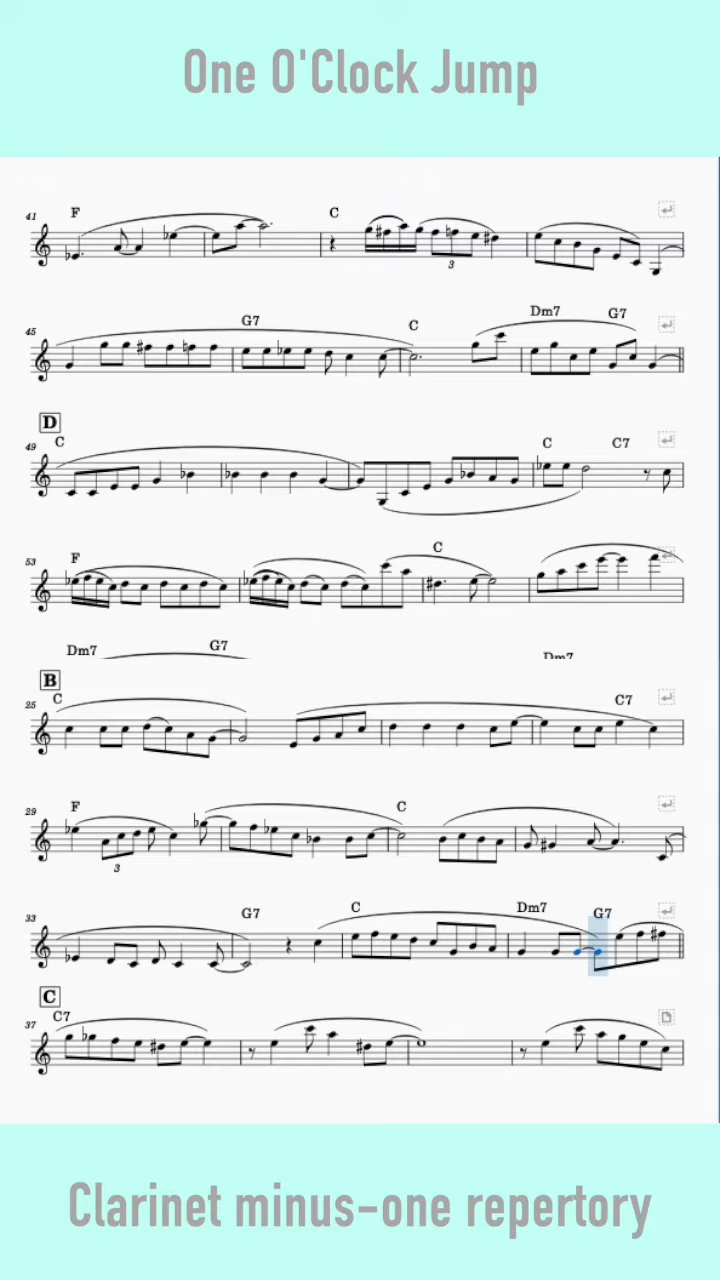 One O'Clock Jump
41 F C
3
45 G7 C Dm7 G7
D
49 C C C7
53 F C
Dm7 G7 Dm7
B
25 C C7
29 F C
3
33 G7 C Dm7 G7
C
37 C7
Clarinet minus-one repertory